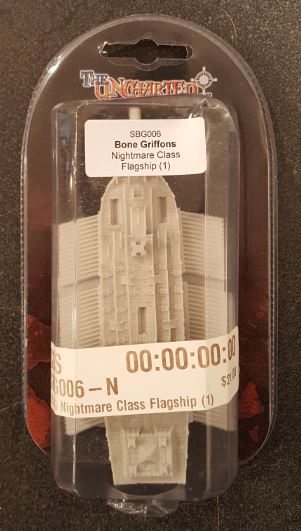 The
UNCHARTED
SBG006
Bone Griffons
Nightmare Class
Flagship (1)
00:00:00:00
G006-N
Nightmare Class Flagship (1)